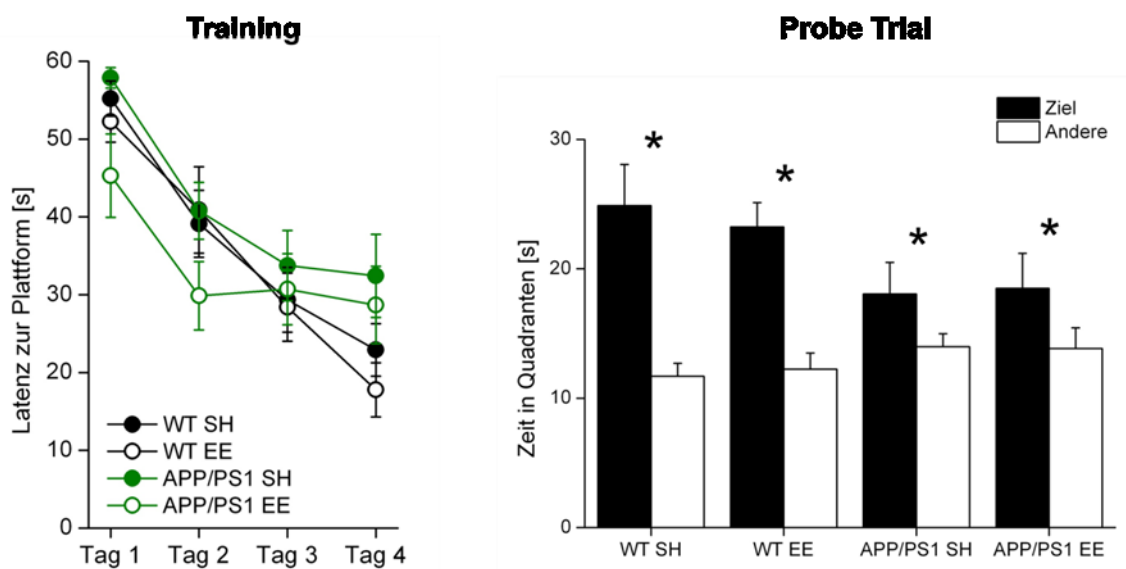 Training
Latenz zur Plattform [s]
60
50
40
30
20
10
0
WT SH
WT EE
APP/PS1 SH
APP/PS1 EE
Tag 1 Tag 2 Tag 3 Tag 4
Probe Trial
Zeit in Quadranten [s]
Ziel
Andere
30
20
10
0
* * * *
WT SH WT EE APP/PS1 SH APP/PS1 EE